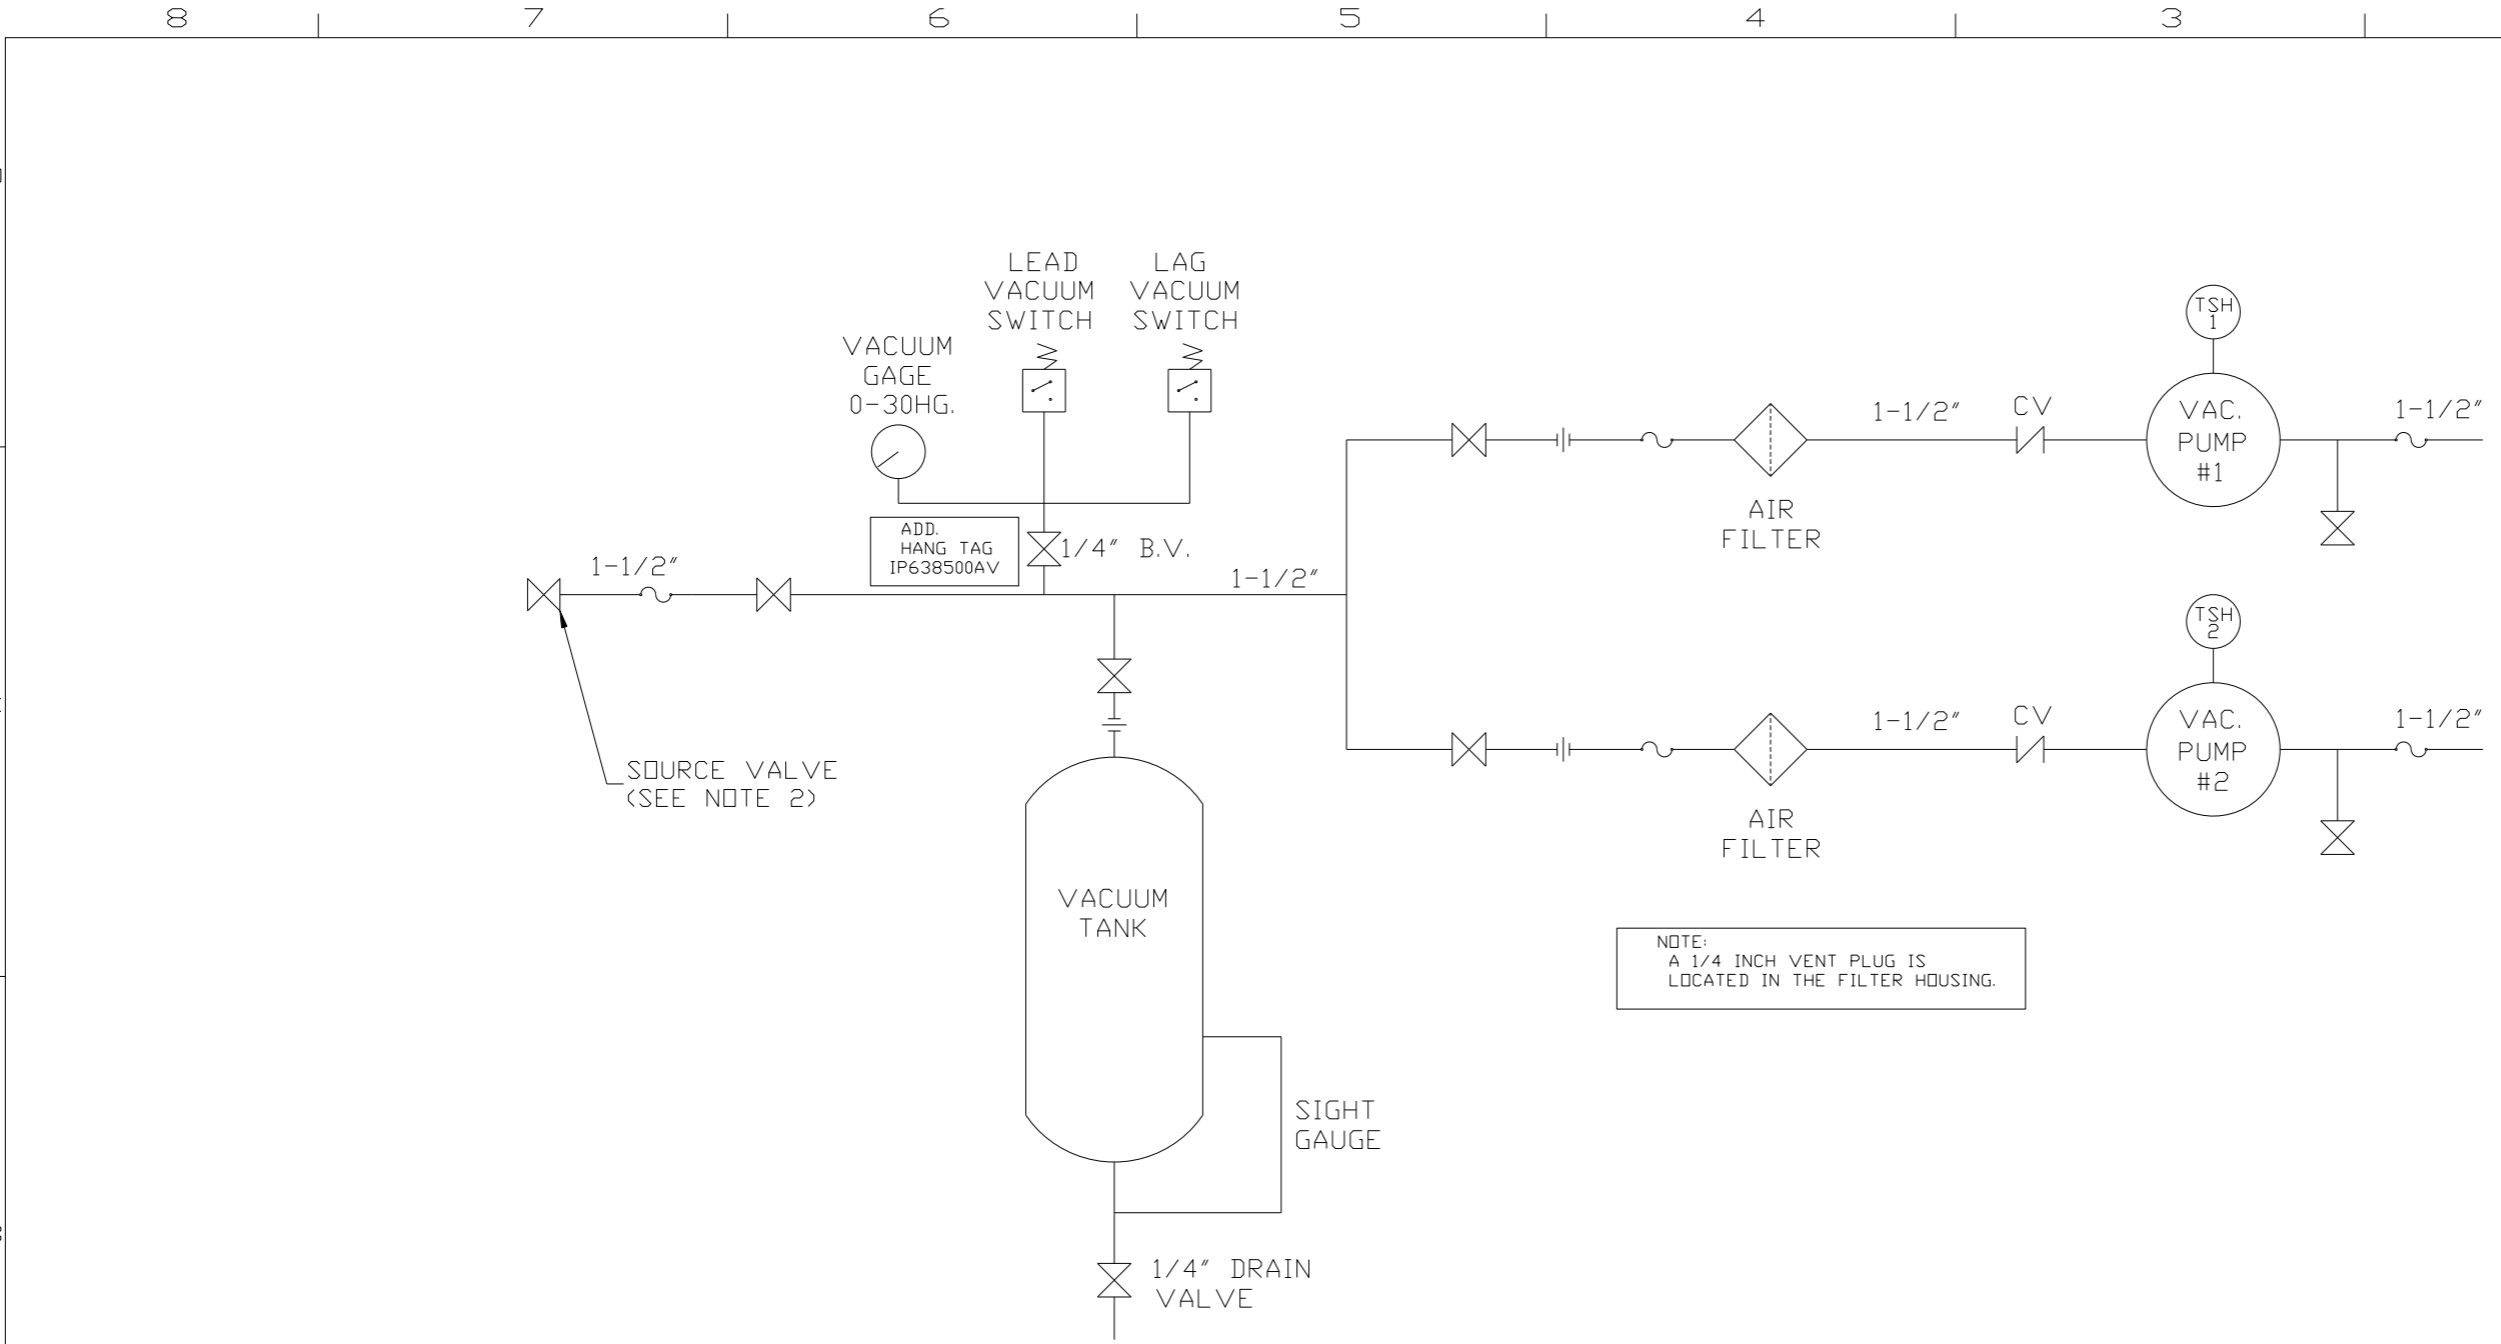 8 7 6 5 4 3
LEAD
VACUUM
SWITCH
LAG
VACUUM
SWITCH
VACUUM
GAGE
0-30HG.
ADD.
HANG TAG
IP638500AV
1/4" B.V.
1-1/2"
1-1/2"
SOURCE VALVE
(SEE NOTE 2)
VACUUM
TANK
SIGHT
GAUGE
1/4" DRAIN
VALVE
AIR
FILTER
1-1/2"
CV
TSH
1
VAC.
PUMP
#1
1-1/2"
AIR
FILTER
1-1/2"
CV
TSH
2
VAC.
PUMP
#2
1-1/2"
NOTE:
A 1/4 INCH VENT PLUG IS
LOCATED IN THE FILTER HOUSING.